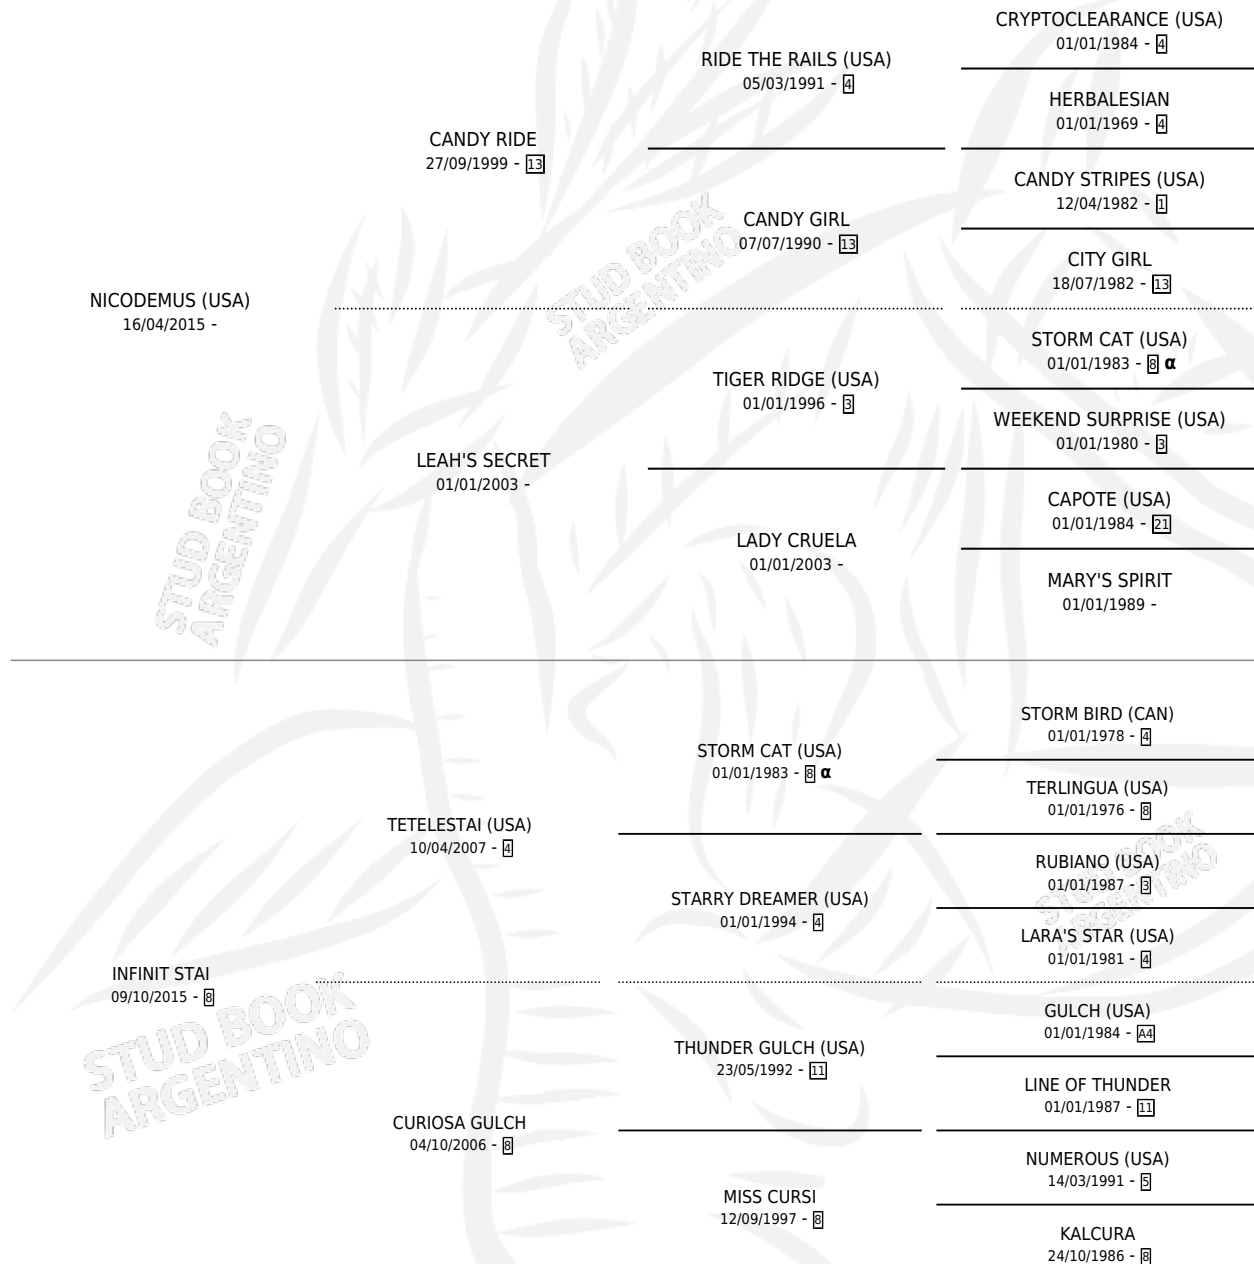 CRYPTOCLEARANCE (USA)
01/01/1984 - 4
RIDE THE RAILS (USA)
05/03/1991 - 4
HERBALESIAN
01/01/1969 - 4
CANDY RIDE
27/09/1999 - 13
CANDY STRIPES (USA)
12/04/1982 - 1
CANDY GIRL
07/07/1990 - 13
CITY GIRL
18/07/1982 - 13
NICODEMUS (USA)
16/04/2015 -
STORM CAT (USA)
01/01/1983 - 8 α
TIGER RIDGE (USA)
01/01/1996 - 3
WEEKEND SURPRISE (USA)
01/01/1980 - 3
LEAH'S SECRET
01/01/2003 -
CAPOTE (USA)
01/01/1984 - 21
LADY CRUELA
01/01/2003 -
MARY'S SPIRIT
01/01/1989 -
STUD BOOK
ARGENTINO
STUD BOOK
ARGENTINO
STORM BIRD (CAN)
01/01/1978 - 4
STORM CAT (USA)
01/01/1983 - 8 α
TERLINGUA (USA)
01/01/1976 - 8
TETELESTAI (USA)
10/04/2007 - 4
RUBIANO (USA)
01/01/1987 - 3
STARRY DREAMER (USA)
01/01/1994 - 4
LARA'S STAR (USA)
01/01/1981 - 4
INFINIT STAI
09/10/2015 - 8
GULCH (USA)
01/01/1984 - A4
THUNDER GULCH (USA)
23/05/1992 - 11
LINE OF THUNDER
01/01/1987 - 11
CURIOSA GULCH
04/10/2006 - 8
NUMEROUS (USA)
14/03/1991 - 5
MISS CURSI
12/09/1997 - 8
KALCURA
24/10/1986 - 8
STUD BOOK
ARGENTINO
STUD BOOK
ARGENTINO